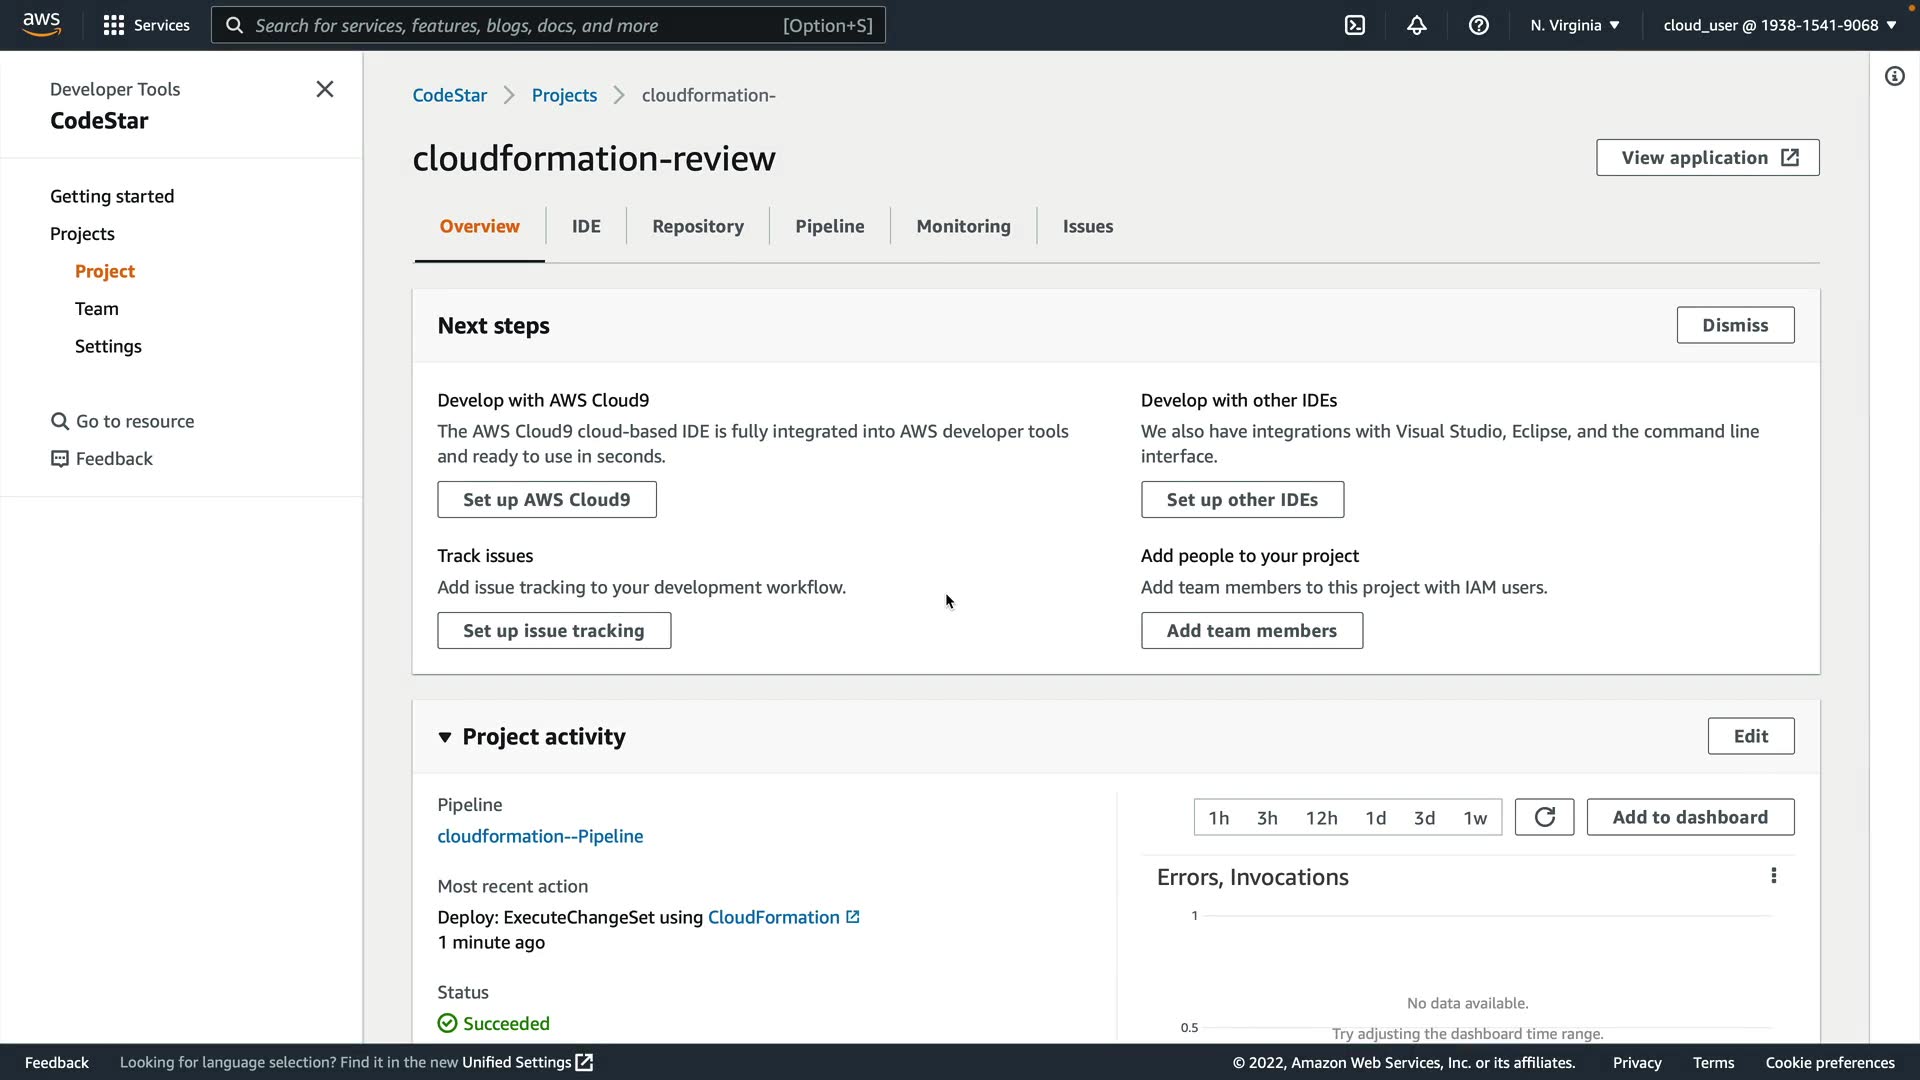 aws
Services
Search for services, features, blogs, docs, and more
[Option+S]
N. Virginia
cloud_user @ 1938-1541-9068
Developer Tools
CodeStar
Getting started
Projects
Project
Team
Settings
Go to resource
Feedback
CodeStar
Projects
cloudformation-
cloudformation-review
View application
Overview
IDE
Repository
Pipeline
Monitoring
Issues
Next steps
Dismiss
Develop with AWS Cloud9
The AWS Cloud9 cloud-based IDE is fully integrated into AWS developer tools
and ready to use in seconds.
Set up AWS Cloud9
Develop with other IDEs
We also have integrations with Visual Studio, Eclipse, and the command line
interface.
Set up other IDEs
Track issues
Add issue tracking to your development workflow.
Set up issue tracking
Add people to your project
Add team members to this project with IAM users.
Add team members
Project activity
Edit
Pipeline
cloudformation--Pipeline
Most recent action
Deploy: ExecuteChangeSet using CloudFormation
1 minute ago
Status
Succeeded
1h 3h 12h 1d 3d 1w
Add to dashboard
Errors, Invocations
1
No data available.
0.5
Try adjusting the dashboard time range.
Feedback
Looking for language selection? Find it in the new Unified Settings
© 2022, Amazon Web Services, Inc. or its affiliates.
Privacy
Terms
Cookie preferences